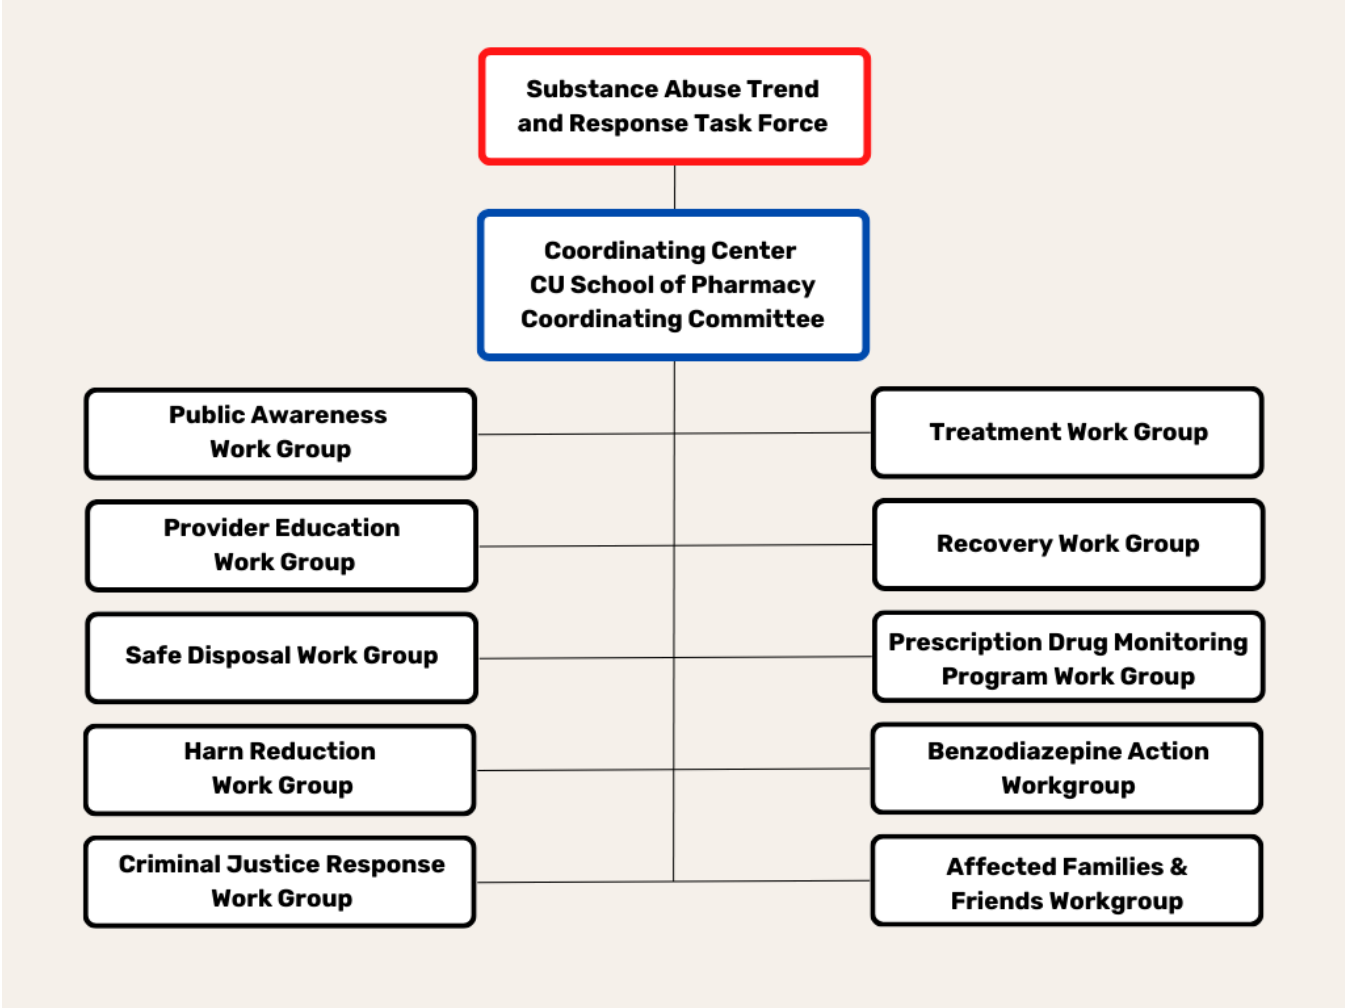 Substance Abuse Trend
and Response Task Force
Coordinating Center
CU School of Pharmacy
Coordinating Committee
Public Awareness
Work Group
Treatment Work Group
Provider Education
Work Group
Recovery Work Group
Safe Disposal Work Group
Prescription Drug Monitoring
Program Work Group
Harn Reduction
Work Group
Benzodiazepine Action
Workgroup
Criminal Justice Response
Work Group
Affected Families &
Friends Workgroup